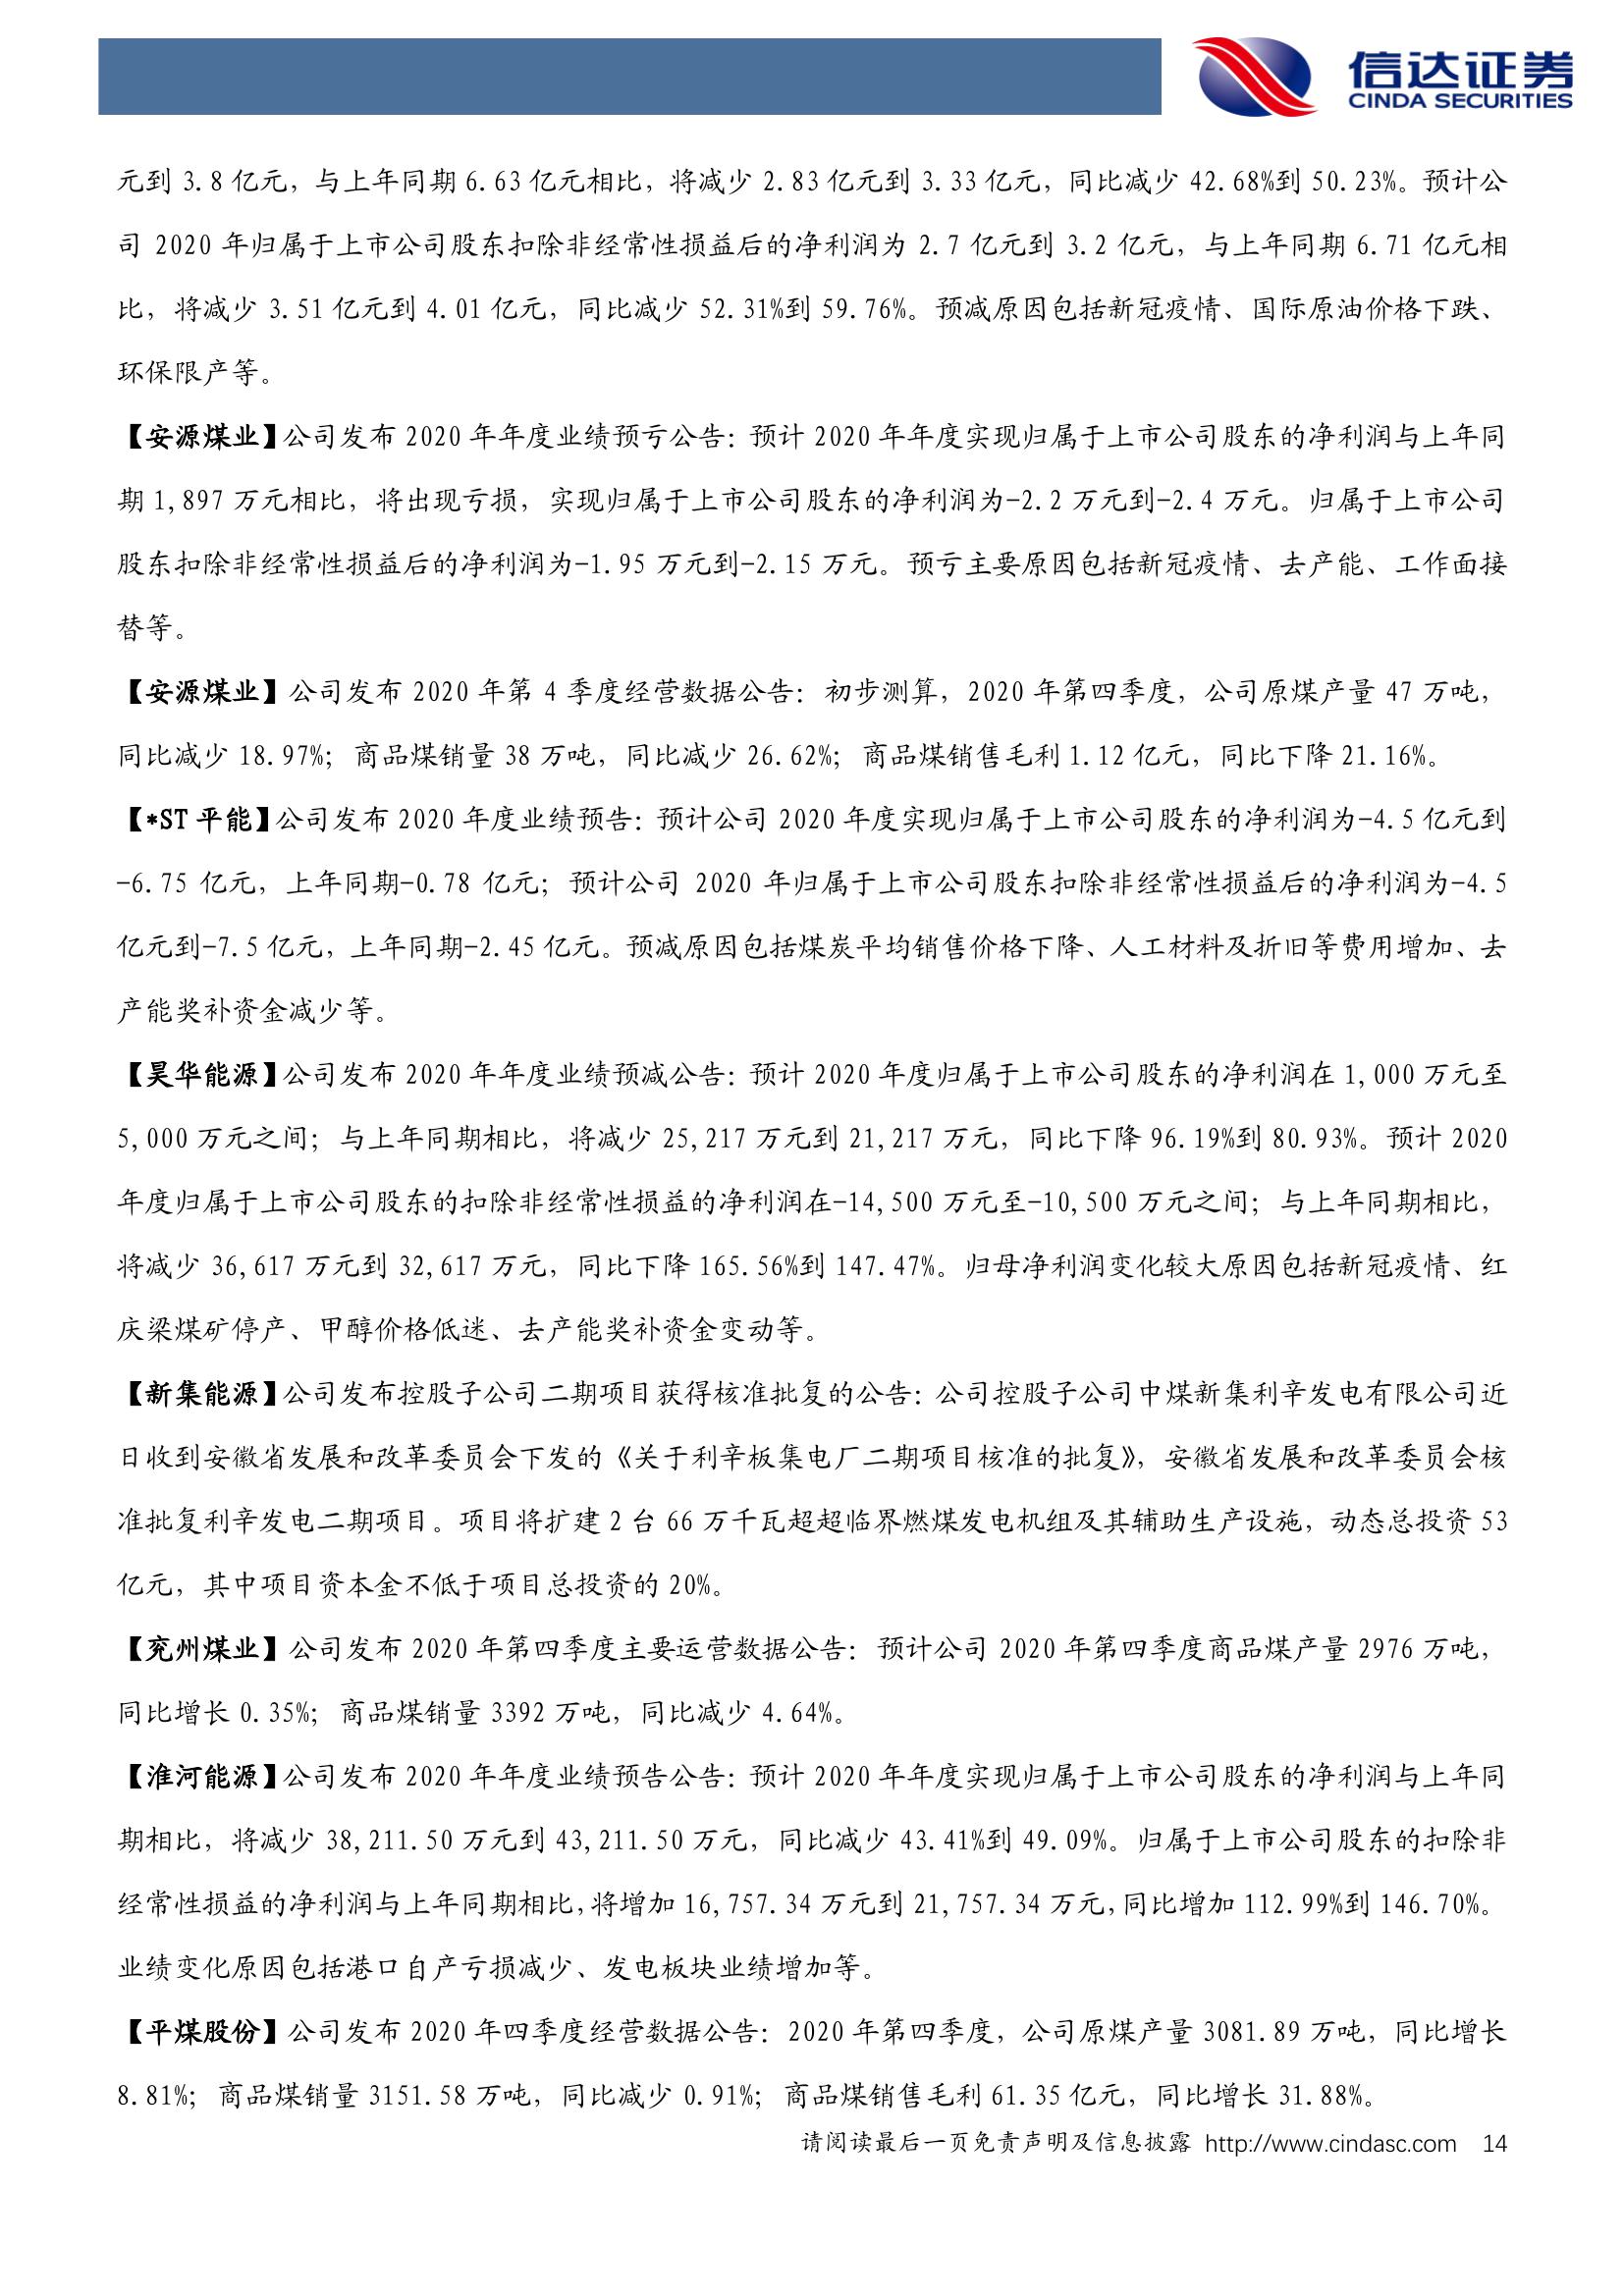 信达证券
CINDA SECURITIES
元到 3.8 亿元，与上年同期 6.63 亿元相比，将减少 2.83 亿元到 3.33 亿元，同比减少 42.68%到 50.23%。预计公
司 2020 年归属于上市公司股东扣除非经常性损益后的净利润为 2.7 亿元到 3.2 亿元，与上年同期 6.71 亿元相
比，将减少 3.51 亿元到 4.01 亿元，同比减少 52.31%到 59.76%。预减原因包括新冠疫情、国际原油价格下跌、
环保限产等。
【安源煤业】公司发布 2020 年年度业绩预亏公告：预计 2020 年年度实现归属于上市公司股东的净利润与上年同
期 1,897 万元相比，将出现亏损，实现归属于上市公司股东的净利润为-2.2 万元到-2.4 万元。归属于上市公司
股东扣除非经常性损益后的净利润为-1.95 万元到-2.15 万元。预亏主要原因包括新冠疫情、去产能、工作面接
替等。
【安源煤业】公司发布 2020 年第 4 季度经营数据公告：初步测算，2020 年第四季度，公司原煤产量 47 万吨，
同比减少 18.97%；商品煤销量 38 万吨，同比减少 26.62%；商品煤销售毛利 1.12 亿元，同比下降 21.16%。
【*ST 平能】公司发布 2020 年度业绩预告：预计公司 2020 年度实现归属于上市公司股东的净利润为-4.5 亿元到
-6.75 亿元，上年同期-0.78 亿元；预计公司 2020 年归属于上市公司股东扣除非经常性损益后的净利润为-4.5
亿元到-7.5 亿元，上年同期-2.45 亿元。预减原因包括煤炭平均销售价格下降、人工材料及折旧等费用增加、去
产能奖补资金减少等。
【昊华能源】公司发布 2020 年年度业绩预减公告：预计 2020 年度归属于上市公司股东的净利润在 1,000 万元至
5,000 万元之间；与上年同期相比，将减少 25,217 万元到 21,217 万元，同比下降 96.19%到 80.93%。预计 2020
年度归属于上市公司股东的扣除非经常性损益的净利润在-14,500 万元至-10,500 万元之间；与上年同期相比，
将减少 36,617 万元到 32,617 万元，同比下降 165.56%到 147.47%。归母净利润变化较大原因包括新冠疫情、红
庆梁煤矿停产、甲醇价格低迷、去产能奖补资金变动等。
【新集能源】公司发布控股子公司二期项目获得核准批复的公告：公司控股子公司中煤新集利辛发电有限公司近
日收到安徽省发展和改革委员会下发的《关于利辛板集电厂二期项目核准的批复》，安徽省发展和改革委员会核
准批复利辛发电二期项目。项目将扩建 2 台 66 万千瓦超超临界燃煤发电机组及其辅助生产设施，动态总投资 53
亿元，其中项目资本金不低于项目总投资的 20%。
【兖州煤业】公司发布 2020 年第四季度主要运营数据公告：预计公司 2020 年第四季度商品煤产量 2976 万吨，
同比增长 0.35%；商品煤销量 3392 万吨，同比减少 4.64%。
【淮河能源】公司发布 2020 年年度业绩预告公告：预计 2020 年年度实现归属于上市公司股东的净利润与上年同
期相比，将减少 38,211.50 万元到 43,211.50 万元，同比减少 43.41%到 49.09%。归属于上市公司股东的扣除非
经常性损益的净利润与上年同期相比，将增加 16,757.34 万元到 21,757.34 万元，同比增加 112.99%到 146.70%。
业绩变化原因包括港口自产亏损减少、发电板块业绩增加等。
【平煤股份】公司发布 2020 年四季度经营数据公告：2020 年第四季度，公司原煤产量 3081.89 万吨，同比增长
8.81%；商品煤销量 3151.58 万吨，同比减少 0.91%；商品煤销售毛利 61.35 亿元，同比增长 31.88%。
请阅读最后一页免责声明及信息披露 http://www.cindasc.com 14